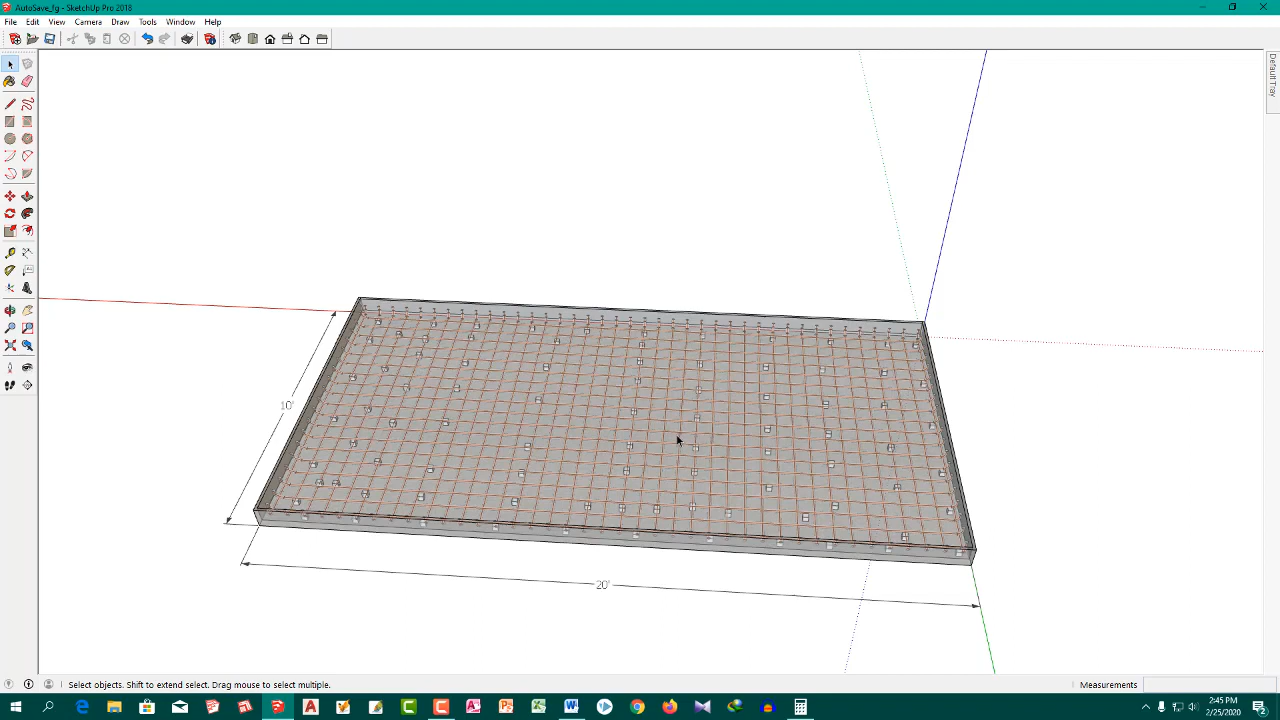 AutoSave_fg - SketchUp Pro 2018
File Edit View Camera Draw Tools Window Help
Default Tray
10'
20'
Select objects. Shift to extend select. Drag mouse to select multiple.
Measurements
2:45 PM
2/25/2020
2